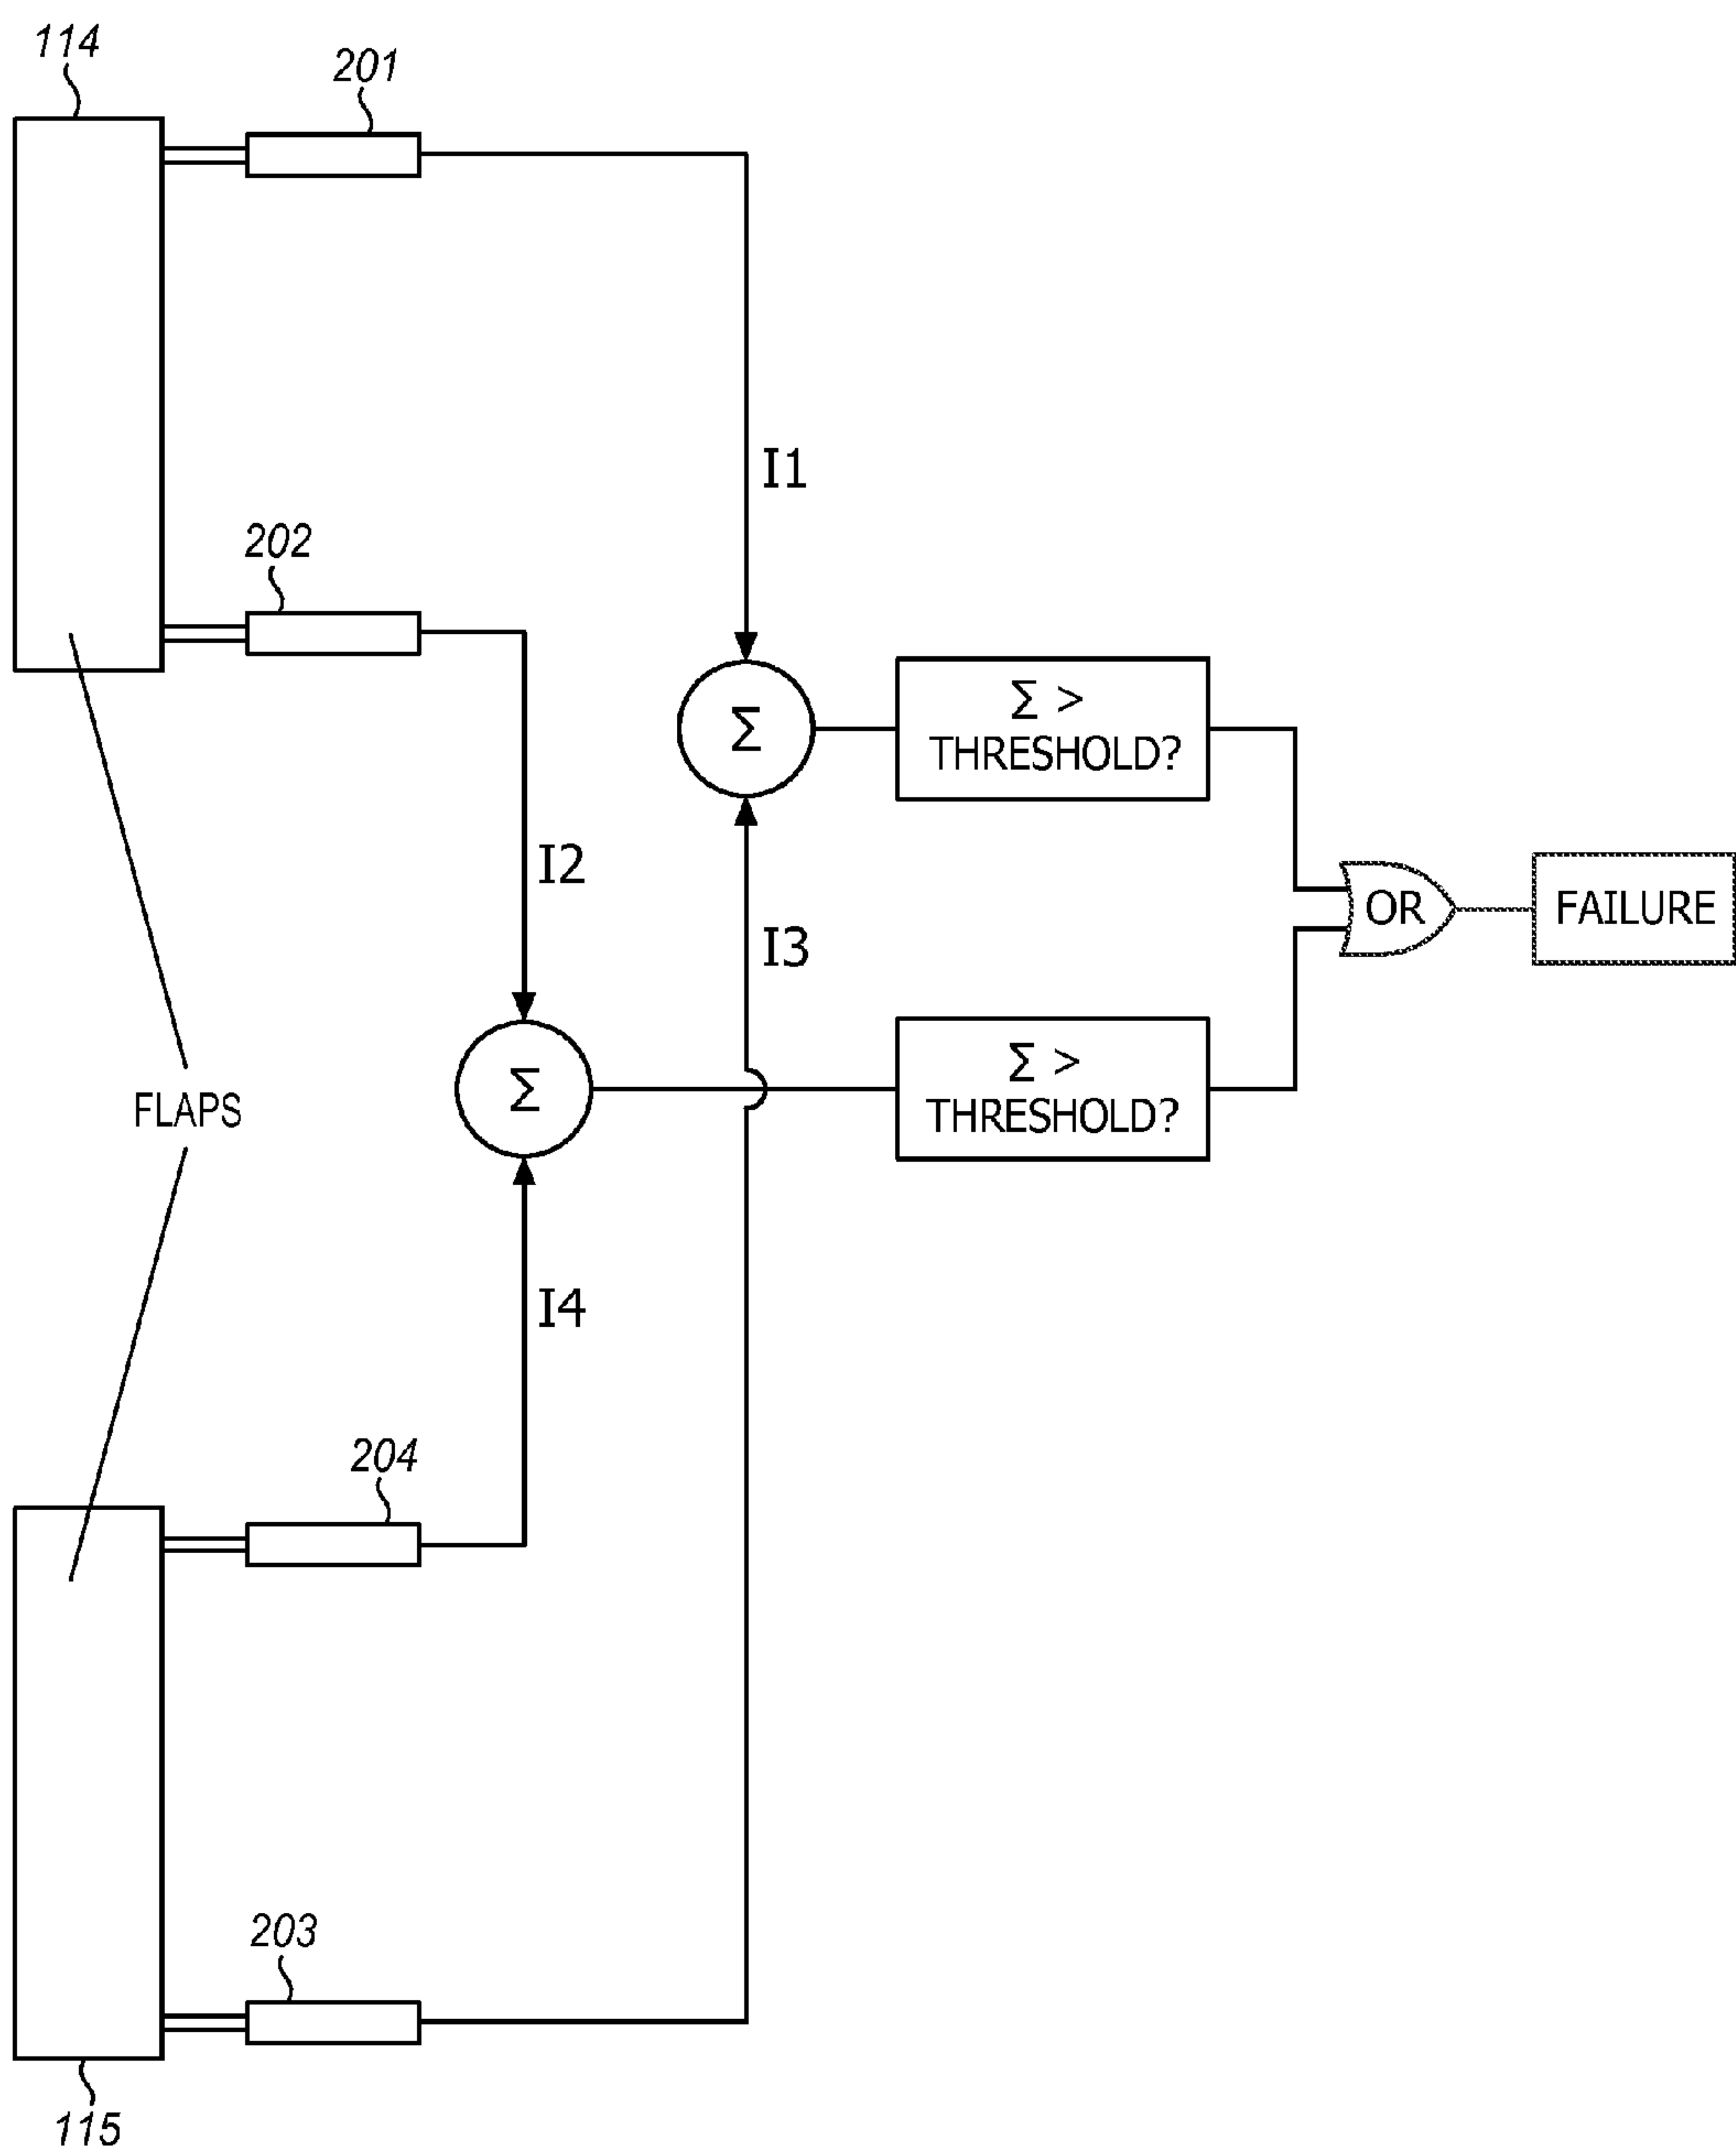 114
201
I1
202
Σ
Σ >
THRESHOLD?
I2
OR
FAILURE
I3
Σ
Σ >
THRESHOLD?
FLAPS
I4
204
203
115